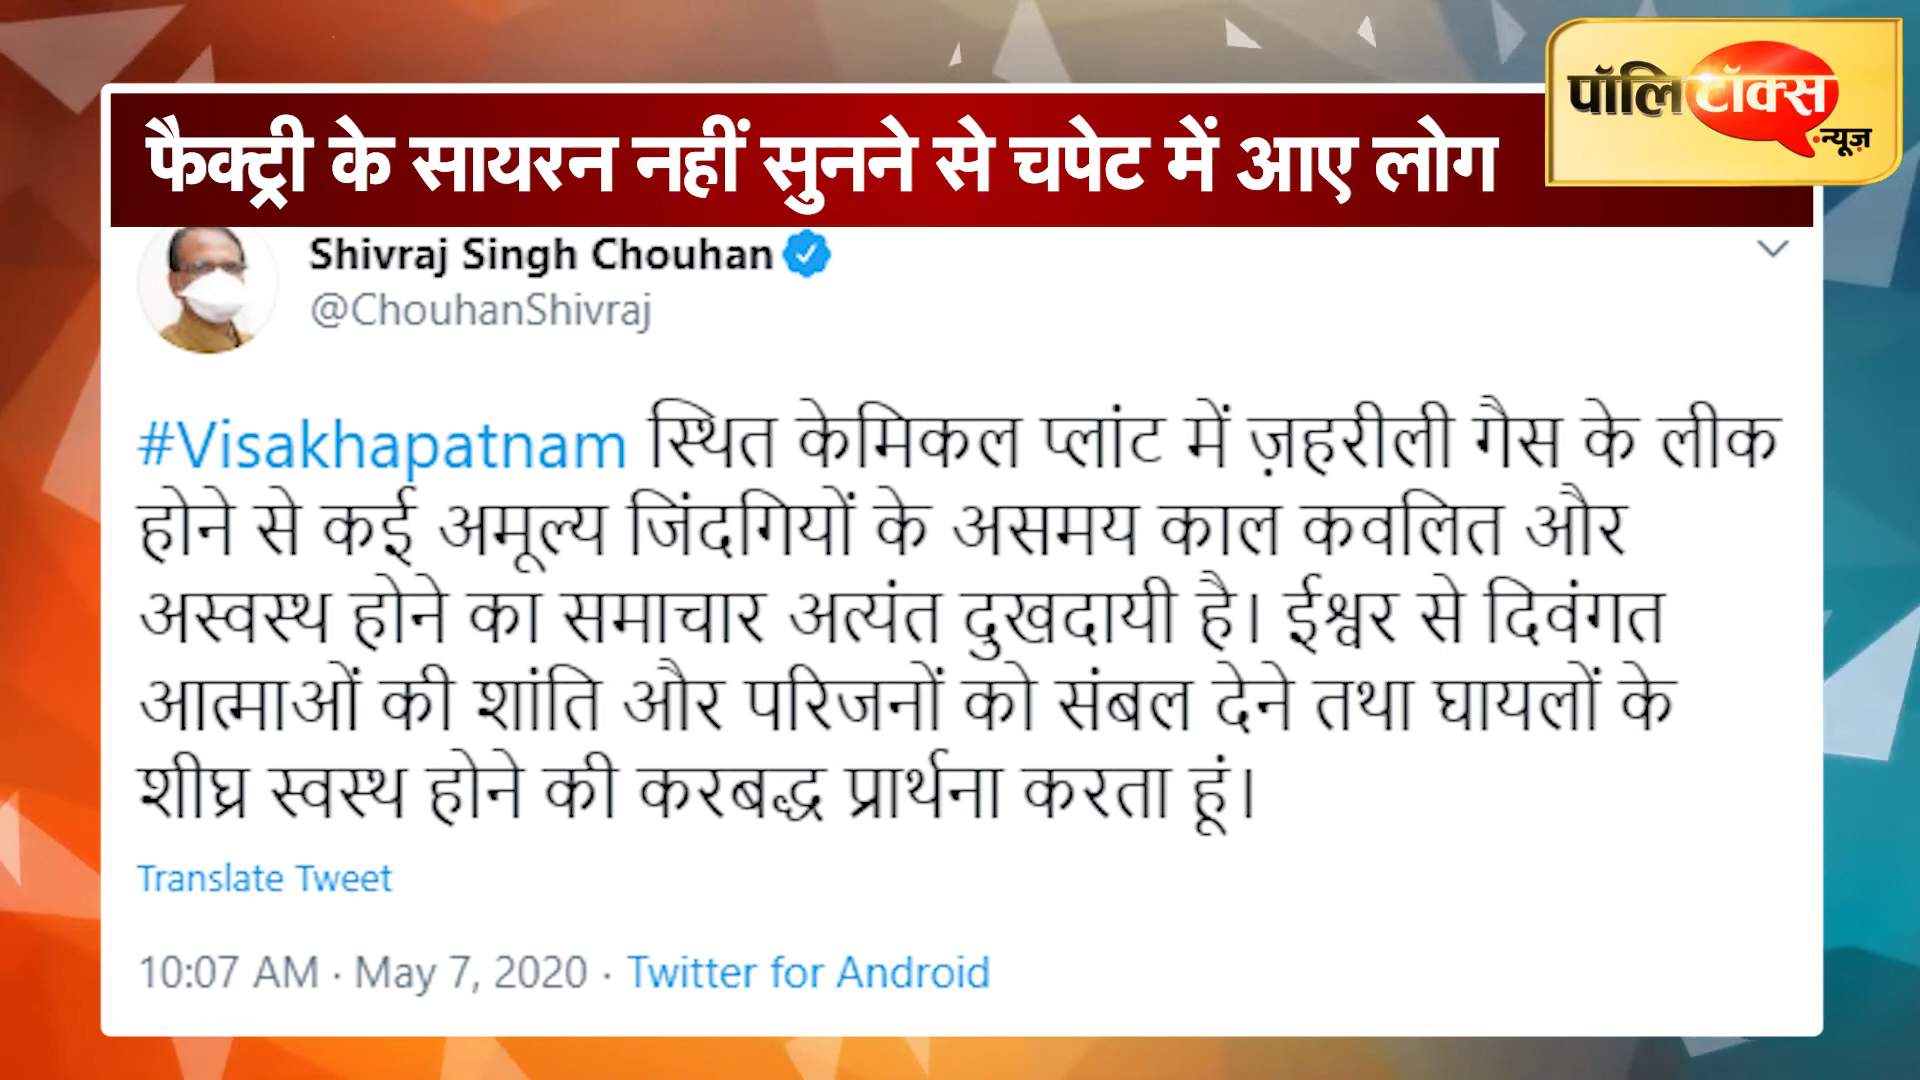 पॉलिटॉक्स
न्यूज़
फैक्ट्री के सायरन नहीं सुनने से चपेट में आए लोग
Shivraj Singh Chouhan
@ChouhanShivraj
#Visakhapatnam स्थित केमिकल प्लांट में ज़हरीली गैस के लीक
होने से कई अमूल्य जिंदगियों के असमय काल कवलित और
अस्वस्थ होने का समाचार अत्यंत दुखदायी है। ईश्वर से दिवंगत
आत्माओं की शांति और परिजनों को संबल देने तथा घायलों के
शीघ्र स्वस्थ होने की करबद्ध प्रार्थना करता हूं।
Translate Tweet
10:07 AM · May 7, 2020 · Twitter for Android